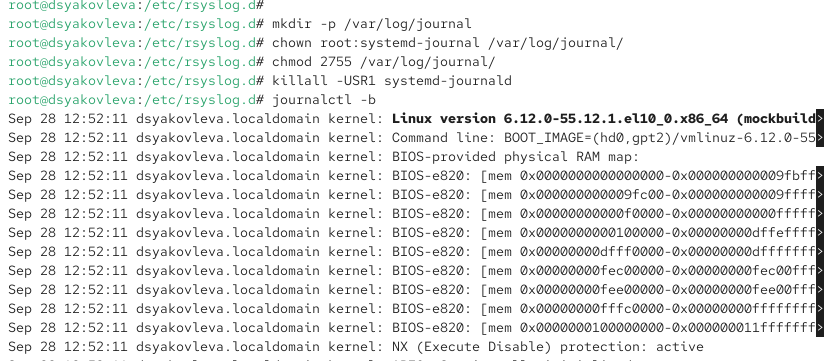 root@dsyakovleva:/etc/rsyslog.d#
root@dsyakovleva:/etc/rsyslog.d# mkdir -p /var/log/journal
root@dsyakovleva:/etc/rsyslog.d# chown root:systemd-journal /var/log/journal/
root@dsyakovleva:/etc/rsyslog.d# chmod 2755 /var/log/journal/
root@dsyakovleva:/etc/rsyslog.d# killall -USR1 systemd-journald
root@dsyakovleva:/etc/rsyslog.d# journalctl -b
Sep 28 12:52:11 dsyakovleva.localdomain kernel: Linux version 6.12.0-55.12.1.el10_0.x86_64 (mockbuild>
Sep 28 12:52:11 dsyakovleva.localdomain kernel: Command line: BOOT_IMAGE=(hd0,gpt2)/vmlinuz-6.12.0-55>
Sep 28 12:52:11 dsyakovleva.localdomain kernel: BIOS-provided physical RAM map:
Sep 28 12:52:11 dsyakovleva.localdomain kernel: BIOS-e820: [mem 0x0000000000000000-0x000000000009fbff>
Sep 28 12:52:11 dsyakovleva.localdomain kernel: BIOS-e820: [mem 0x000000000009fc00-0x000000000009ffff>
Sep 28 12:52:11 dsyakovleva.localdomain kernel: BIOS-e820: [mem 0x00000000000f0000-0x00000000000fffff>
Sep 28 12:52:11 dsyakovleva.localdomain kernel: BIOS-e820: [mem 0x0000000000100000-0x00000000dffeffff>
Sep 28 12:52:11 dsyakovleva.localdomain kernel: BIOS-e820: [mem 0x00000000dfff0000-0x00000000dfffffff>
Sep 28 12:52:11 dsyakovleva.localdomain kernel: BIOS-e820: [mem 0x00000000fec00000-0x00000000fec00fff>
Sep 28 12:52:11 dsyakovleva.localdomain kernel: BIOS-e820: [mem 0x00000000fee00000-0x00000000fee00fff>
Sep 28 12:52:11 dsyakovleva.localdomain kernel: BIOS-e820: [mem 0x00000000fffc0000-0x00000000ffffffff>
Sep 28 12:52:11 dsyakovleva.localdomain kernel: BIOS-e820: [mem 0x0000000100000000-0x000000011fffffff>
Sep 28 12:52:11 dsyakovleva.localdomain kernel: NX (Execute Disable) protection: active